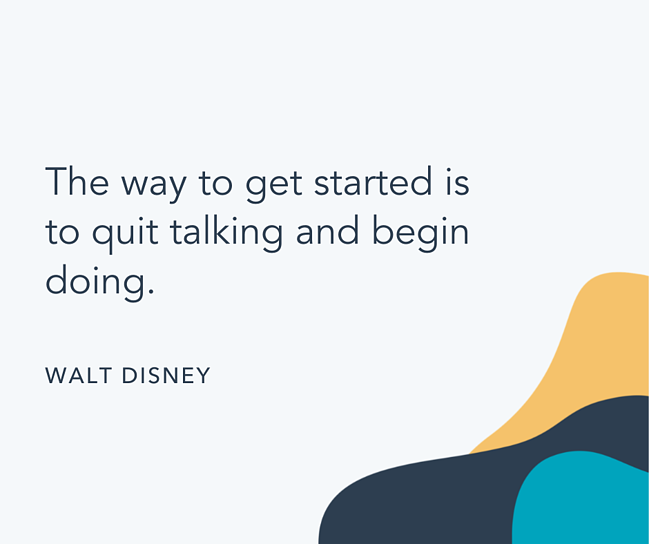 The way to get started is
to quit talking and begin
doing.
WALT DISNEY